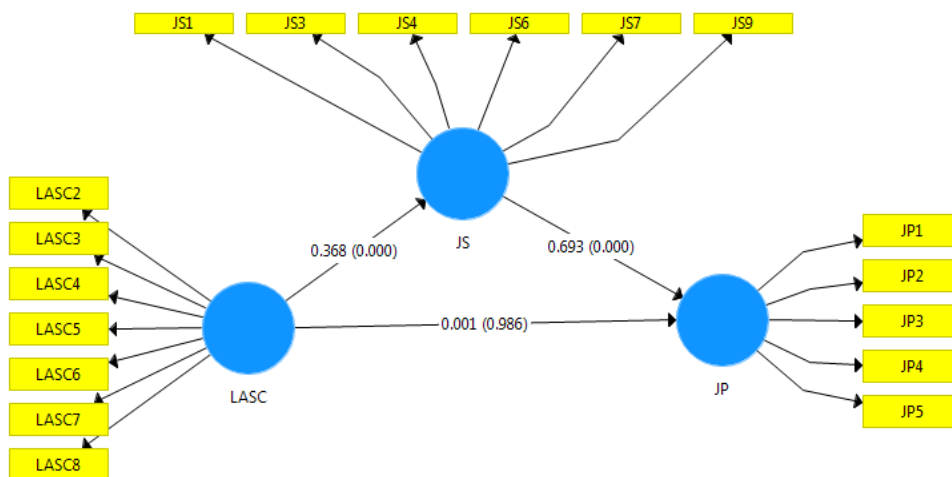 JS1
JS3
JS4
JS6
JS7
JS9
LASC2
LASC3
LASC4
LASC5
LASC6
LASC7
LASC8
0.368 (0.000)
JS
0.693 (0.000)
0.001 (0.986)
LASC
JP
JP1
JP2
JP3
JP4
JP5